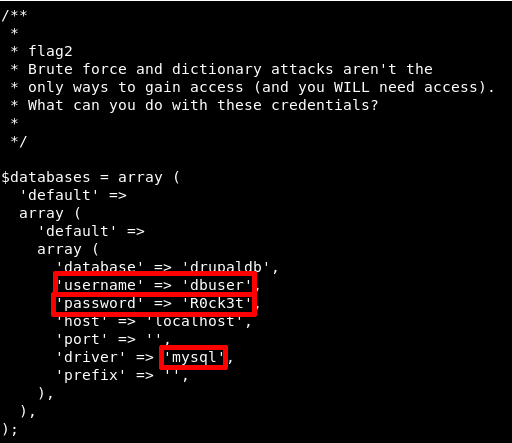 /**
 *
 * flag2
 * Brute force and dictionary attacks aren't the
 * only ways to gain access (and you WILL need access).
 * What can you do with these credentials?
 *
 */

$databases = array (
  'default' =>
  array (
    'default' =>
    array (
      'database' => 'drupaldb',
      'username' => 'dbuser',
      'password' => 'R0ck3t',
      'host' => 'localhost',
      'port' => '',
      'driver' => 'mysql',
      'prefix' => '',
    ),
  ),
);